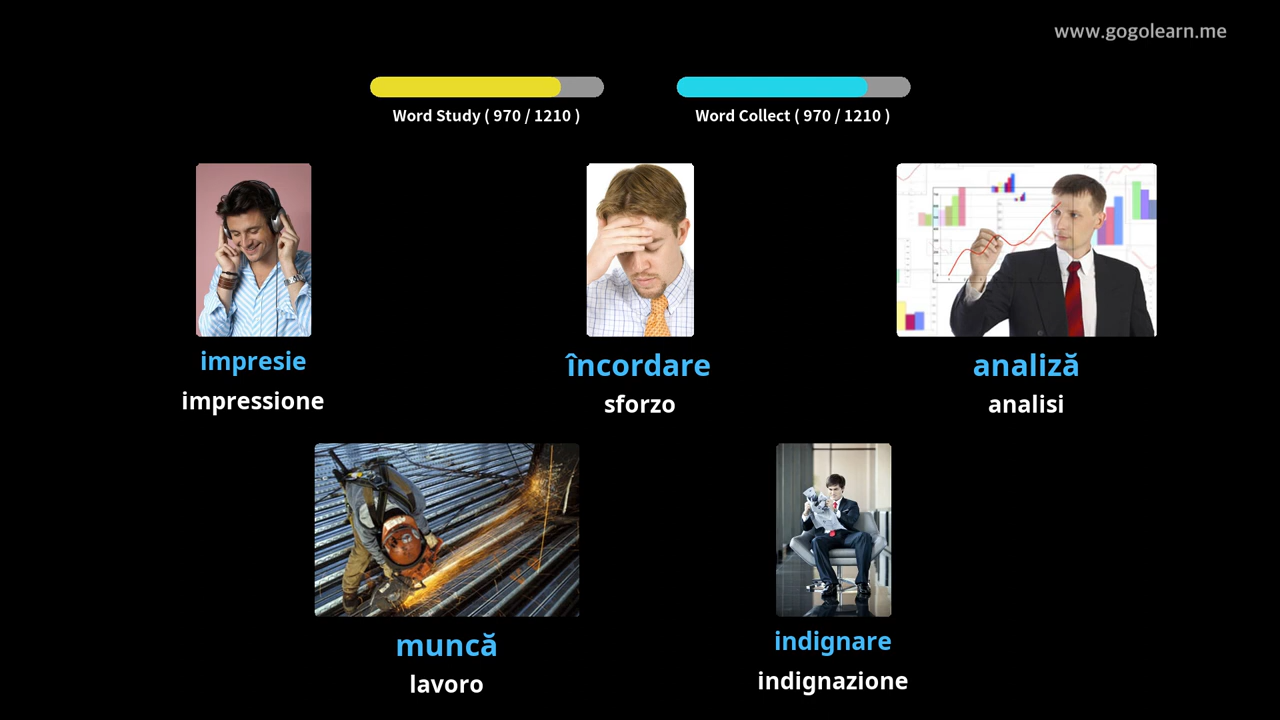 www.gogolearn.me
Word Study ( 970 / 1210 )
Word Collect ( 970 / 1210 )
impresie
impressione
încordare
sforzo
analiză
analisi
muncă
lavoro
indignare
indignazione